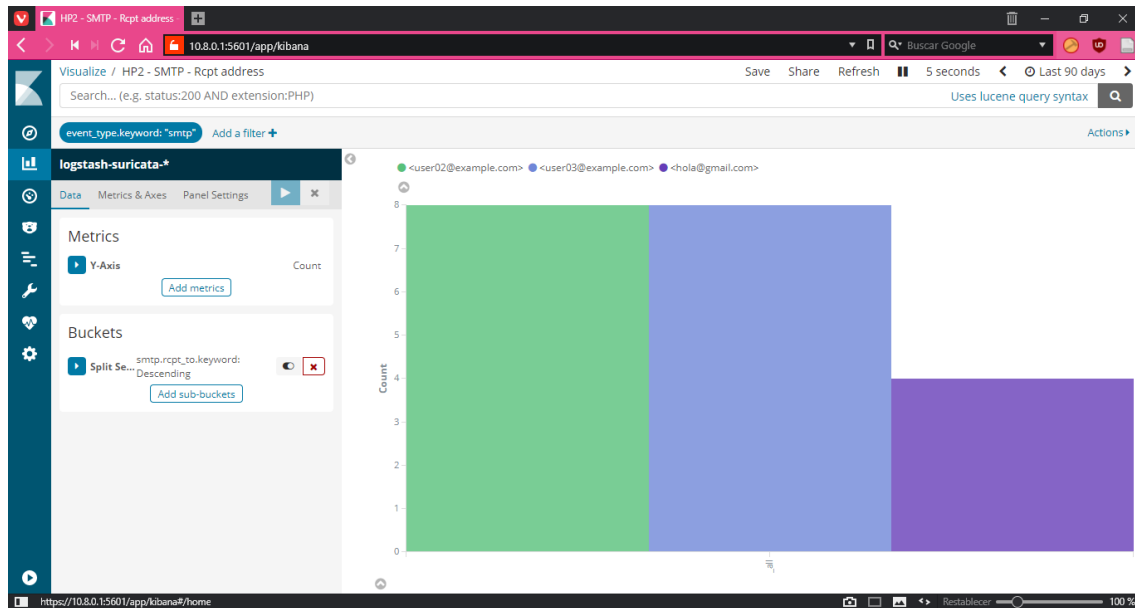 HP2 - SMTP - Rcpt address -
10.8.0.1:5601/app/kibana
Buscar Google
Visualize / HP2 - SMTP - Rcpt address
Save Share Refresh 5 seconds Last 90 days
Search... (e.g. status:200 AND extension:PHP)
Uses lucene query syntax
event_type.keyword: "smtp" Add a filter
Actions
logstash-suricata-*
Data Metrics & Axes Panel Settings
Metrics
Y-Axis Count
Add metrics
Buckets
Split Se... smtp.rcpt_to.keyword:
Descending
Add sub-buckets
<user02@example.com> <user03@example.com> <hola@gmail.com>
8
7
6
5
4
3
2
1
0
Count
https://10.8.0.1:5601/app/kibana#/home
Restablecer 100 %